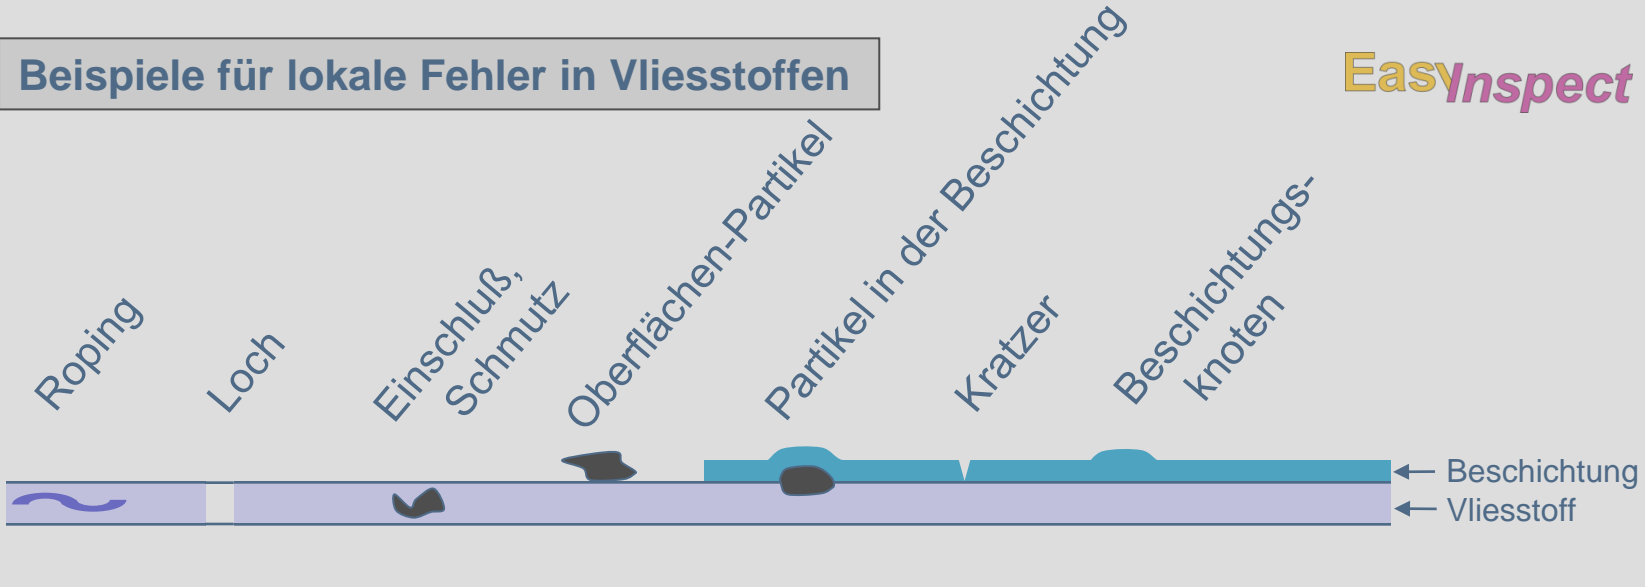 Beispiele für lokale Fehler in Vliesstoffen
EasyInspect
Roping
Loch
Einschluß,
Schmutz
Oberflächen-Partikel
Partikel in der Beschichtung
Kratzer
Beschichtungs-
knoten
Beschichtung
Vliesstoff